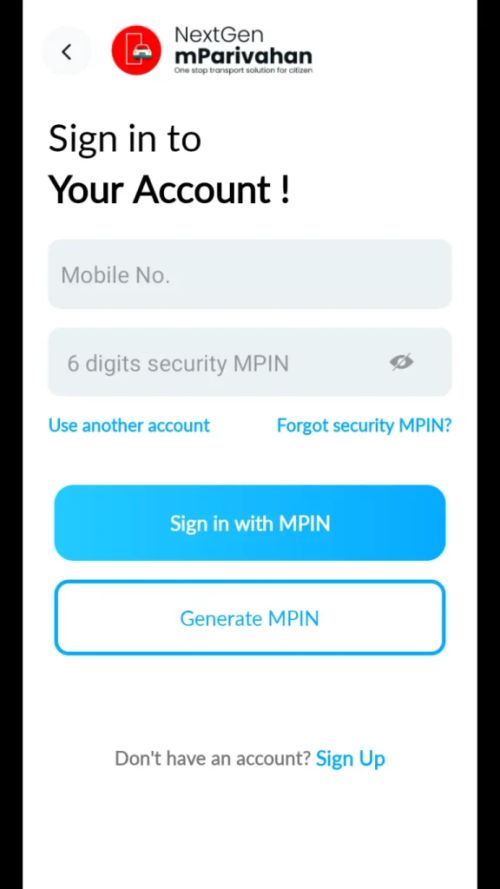 NextGen
mParivahan
One stop transport solution for citizen
Sign in to
Your Account !
Mobile No.
6 digits security MPIN
Use another account Forgot security MPIN?
Sign in with MPIN
Generate MPIN
Don't have an account? Sign Up